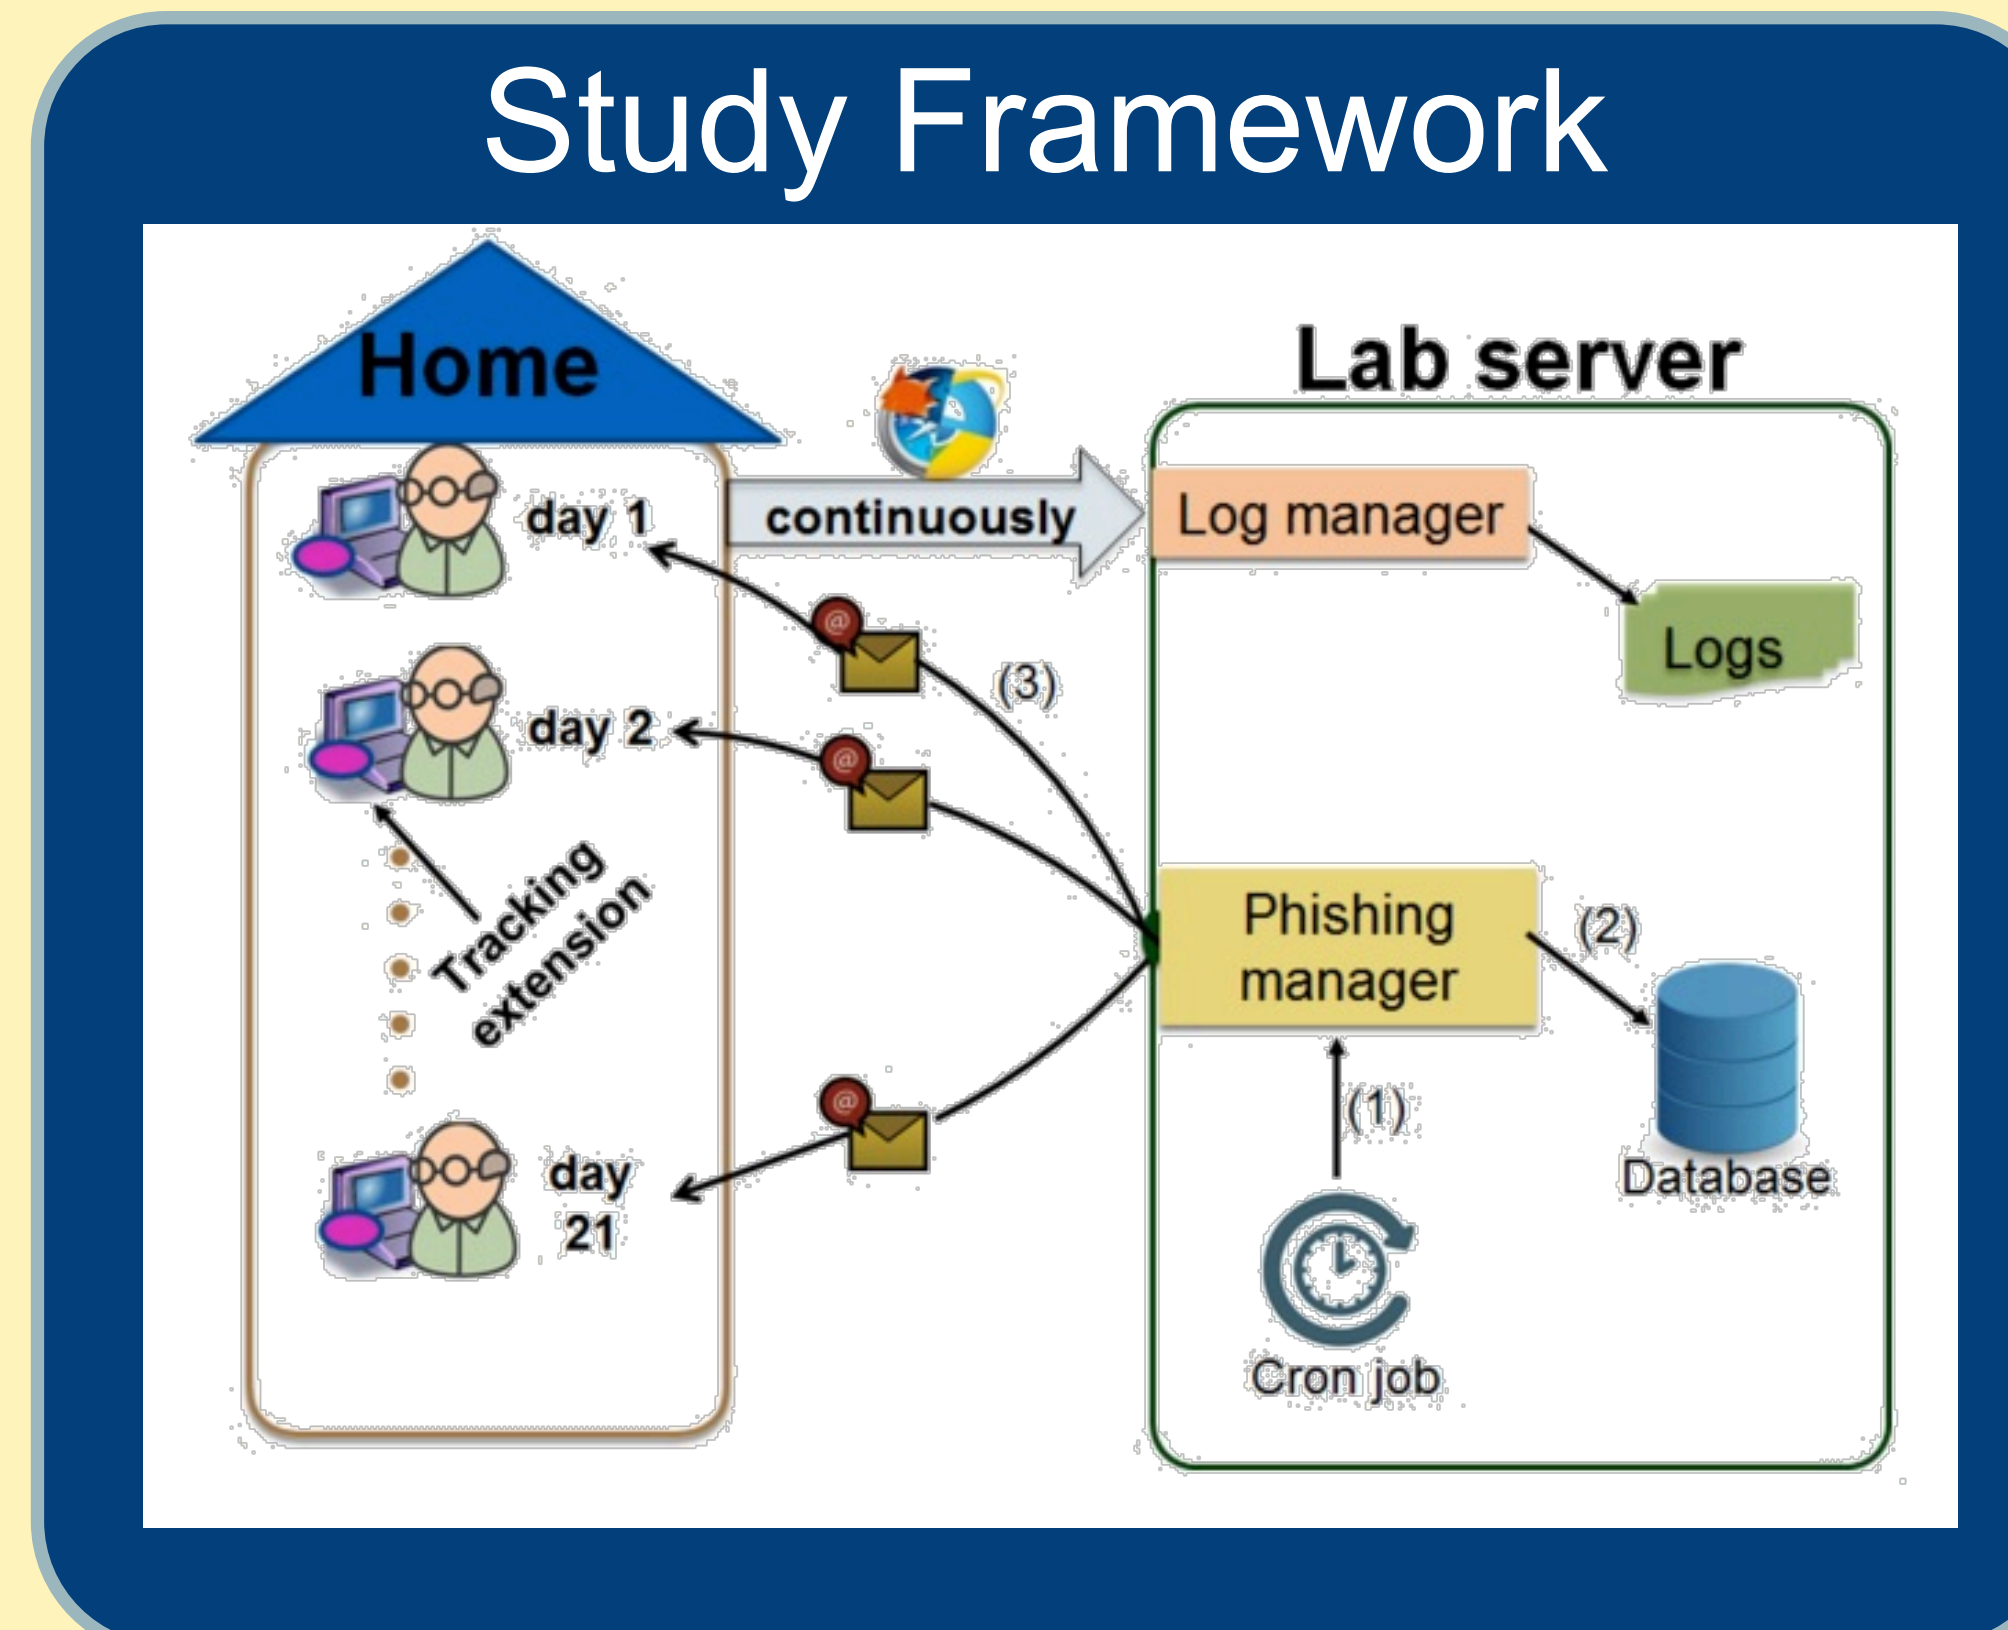 Study Framework
Home
Lab server
day 1
continuously
Log manager
@
(3)
Logs
day 2
@
Tracking
extension
Phishing
manager
(2)
@
(1)
day
21
Database
Cron job